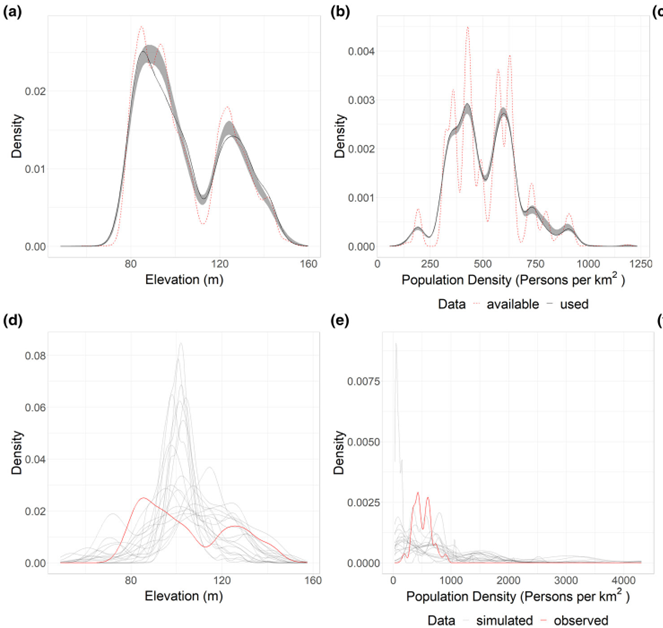 (a)
(b)
(c
Density
0.02
0.01
0.00
80
120
160
Elevation (m)
Density
0.004
0.003
0.002
0.001
0.000
0
250
500
750
1000
1250
Population Density (Persons per km²)
Data available used
(d)
(e)
(f
Density
0.08
0.06
0.04
0.02
0.00
80
120
160
Elevation (m)
Density
0.0075
0.0050
0.0025
0.0000
0
1000
2000
3000
4000
Population Density (Persons per km²)
Data simulated observed